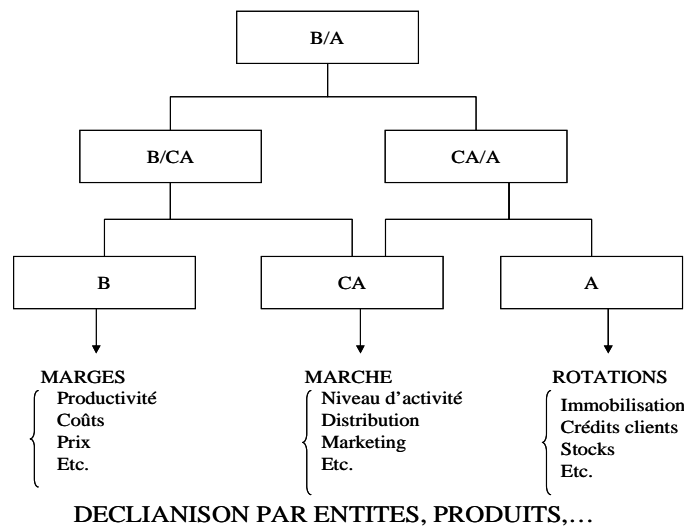 B/A
B/CA
CA/A
B
CA
A
MARGES
Productivité
Coûts
Prix
Etc.
MARCHE
Niveau d’activité
Distribution
Marketing
Etc.
ROTATIONS
Immobilisation
Crédits clients
Stocks
Etc.
DECLIANISON PAR ENTITES, PRODUITS,…